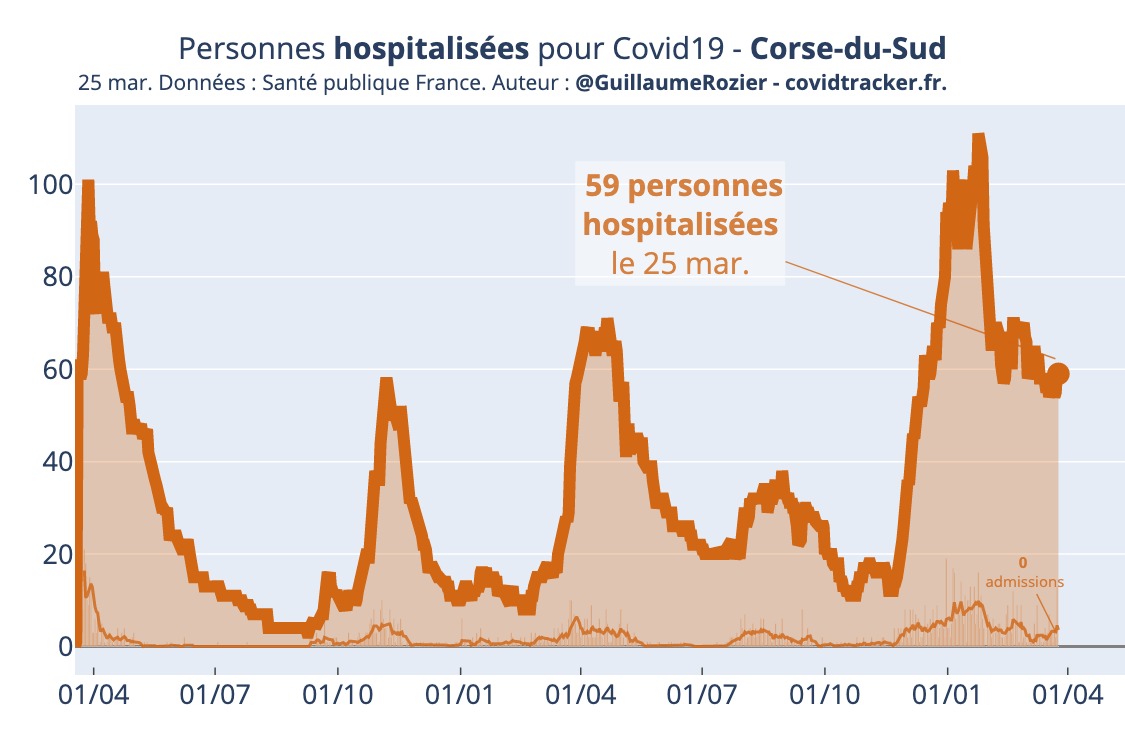 Personnes hospitalisées pour Covid19 - Corse-du-Sud
25 mar. Données : Santé publique France. Auteur : @GuillaumeRozier - covidtracker.fr.
100
80
60
40
20
0
59 personnes
hospitalisées
le 25 mar.
0
admissions
01/04 01/07 01/10 01/01 01/04 01/07 01/10 01/01 01/04